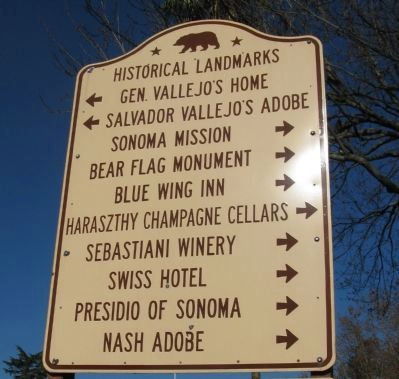 HISTORICAL LANDMARKS
GEN. VALLEJO'S HOME
SALVADOR VALLEJO'S ADOBE
SONOMA MISSION
BEAR FLAG MONUMENT
BLUE WING INN
HARASZTHY CHAMPAGNE CELLARS
SEBASTIANI WINERY
SWISS HOTEL
PRESIDIO OF SONOMA
NASH ADOBE